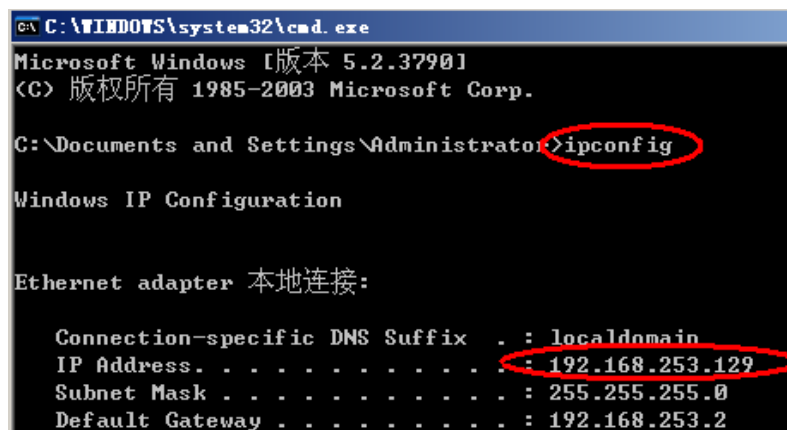 C:\WINDOWS\system32\cmd.exe
Microsoft Windows [版本 5.2.3790]
(C) 版权所有 1985-2003 Microsoft Corp.
C:\Documents and Settings\Administrator>ipconfig
Windows IP Configuration
Ethernet adapter 本地连接:
Connection-specific DNS Suffix . : localdomain
IP Address. . . . . . . . . . . . : 192.168.253.129
Subnet Mask . . . . . . . . . . . : 255.255.255.0
Default Gateway . . . . . . . . . : 192.168.253.2